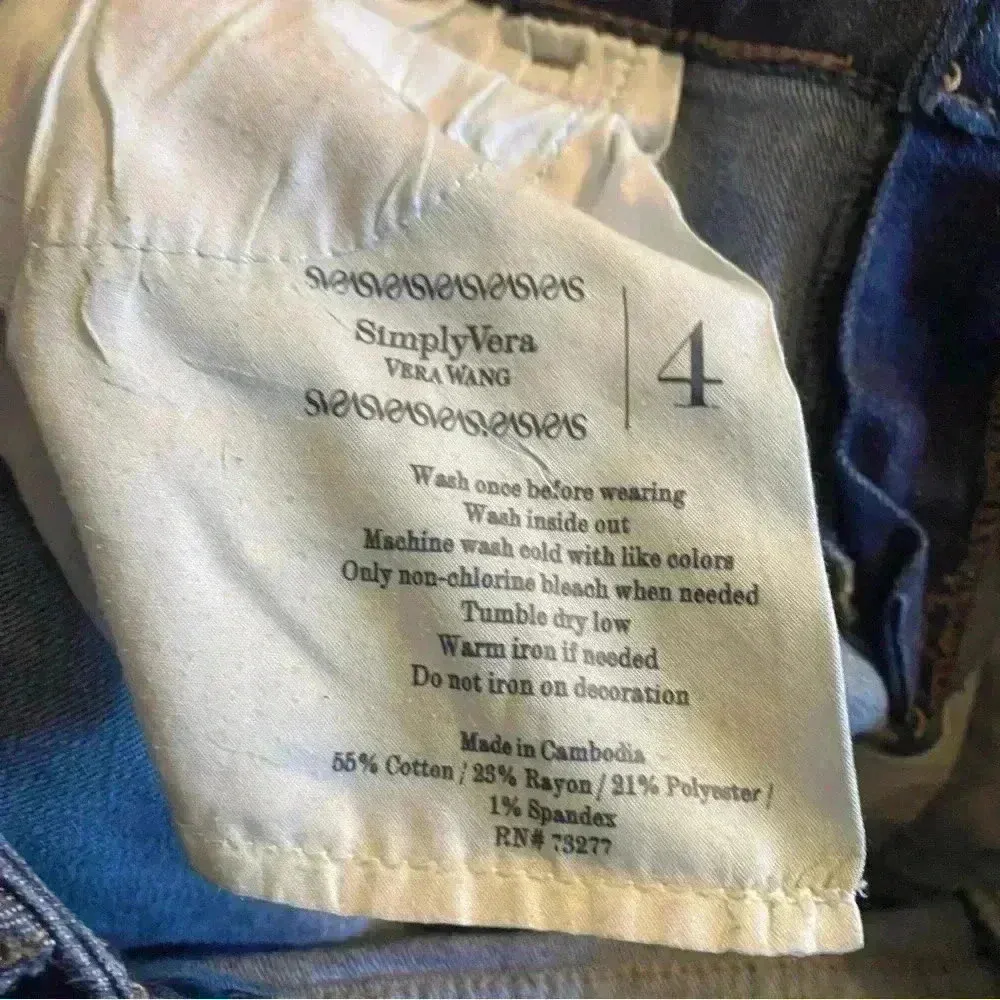 SimplyVera
VERA WANG
4
Wash once before wearing
Wash inside out
Machine wash cold with like colors
Only non-chlorine bleach when needed
Tumble dry low
Warm iron if needed
Do not iron on decoration
Made in Cambodia
55% Cotton / 23% Rayon / 21% Polyester /
1% Spandex
RN# 73277